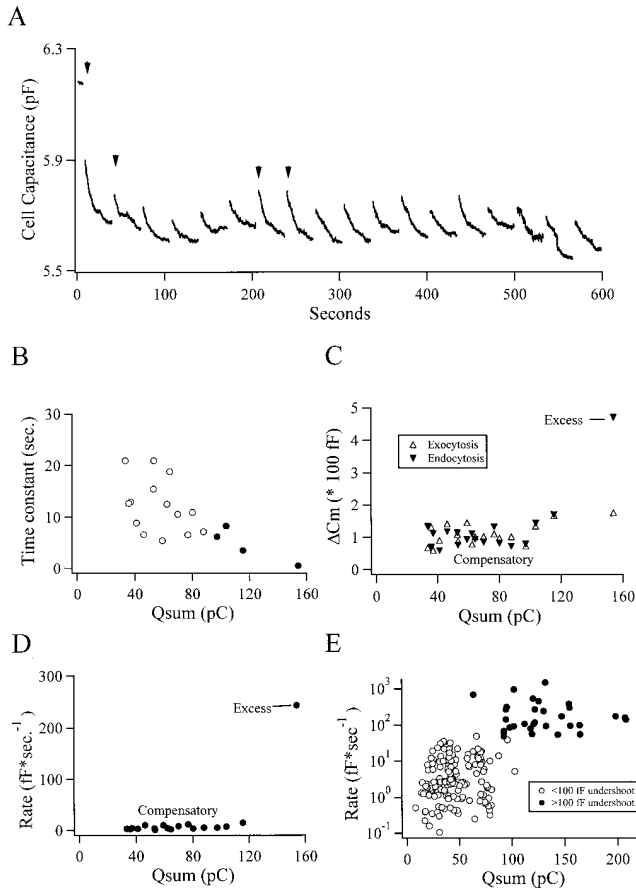 A
6.3
5.9
5.5
Cell Capacitance (pF)
0
100
200
300
400
500
600
Seconds
B
30
20
10
0
Time constant (sec.)
0
40
80
120
160
Qsum (pC)
C
5
4
3
2
1
0
ΔCm (* 100 fF)
Excess
△ Exocytosis
▼ Endocytosis
Compensatory
0
40
80
120
160
Qsum (pC)
D
300
200
100
0
Rate (fF*sec.⁻¹)
Excess
Compensatory
0
40
80
120
160
Qsum (pC)
E
10³
10²
10¹
10⁰
10⁻¹
Rate (fF*sec⁻¹)
○ <100 fF undershoot
● >100 fF undershoot
0
50
100
150
200
Qsum (pC)